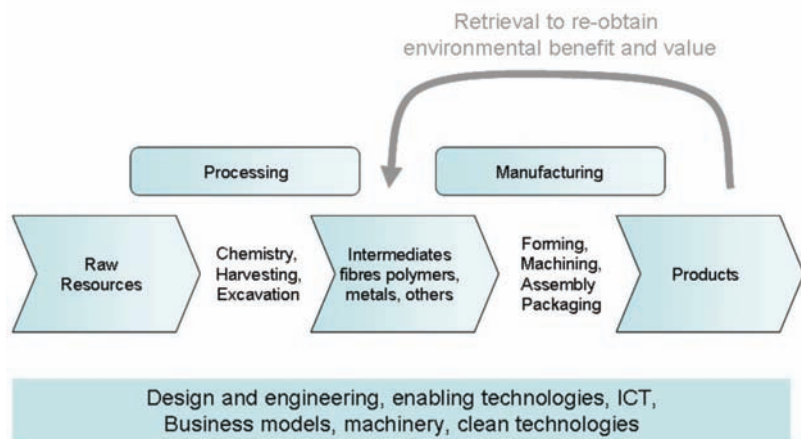 Retrieval to re-obtain
environmental benefit and value
Processing
Manufacturing
Raw
Resources
Chemistry,
Harvesting,
Excavation
Intermediates
fibres polymers,
metals, others
Forming,
Machining,
Assembly
Packaging
Products
Design and engineering, enabling technologies, ICT,
Business models, machinery, clean technologies